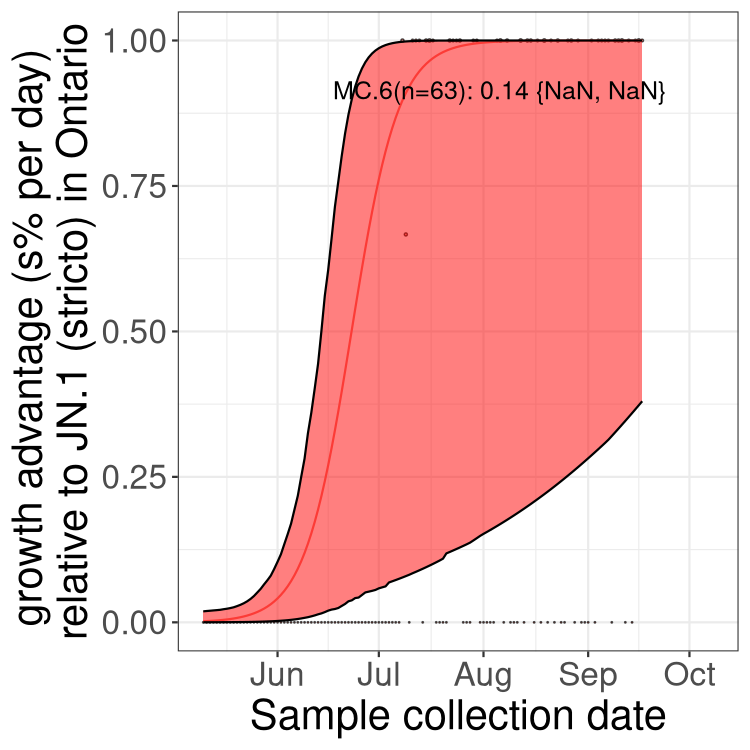 growth advantage (s% per day)
relative to JN.1 (stricto) in Ontario
1.00
0.75
0.50
0.25
0.00
MC.6(n=63): 0.14 {NaN, NaN}
Jun Jul Aug Sep Oct
Sample collection date